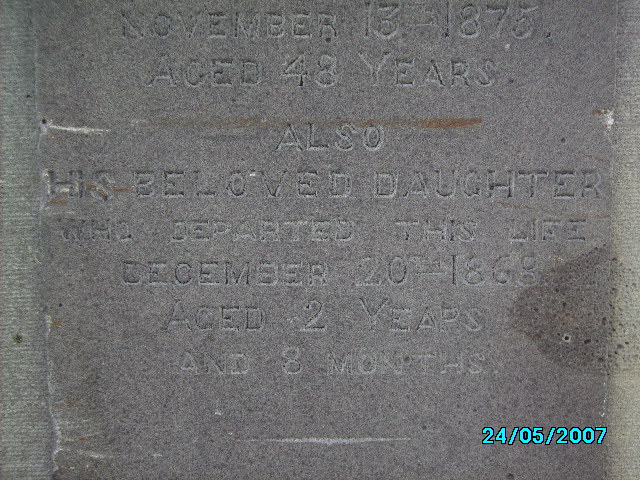 NOVEMBER 13TH 1875.
AGED 48 YEARS.
ALSO
HIS BELOVED DAUGHTER
WHO DEPARTED THIS LIFE
DECEMBER 20TH 1869
AGED 2 YEARS
AND 8 MONTHS.
24/05/2007